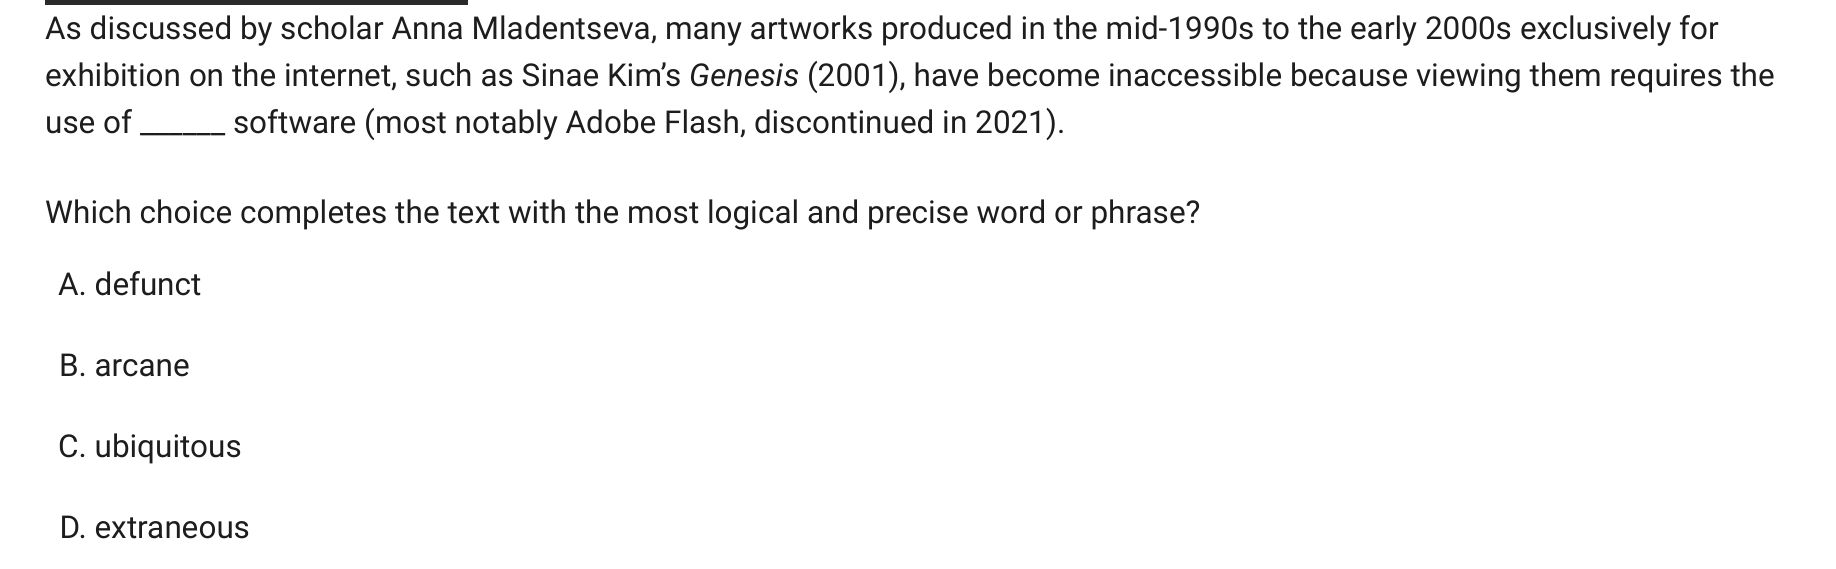 As discussed by scholar Anna Mladentseva, many artworks produced in the mid-1990s to the early 2000s exclusively for
exhibition on the internet, such as Sinae Kim’s Genesis (2001), have become inaccessible because viewing them requires the
use of ______ software (most notably Adobe Flash, discontinued in 2021).
Which choice completes the text with the most logical and precise word or phrase?
A. defunct
B. arcane
C. ubiquitous
D. extraneous